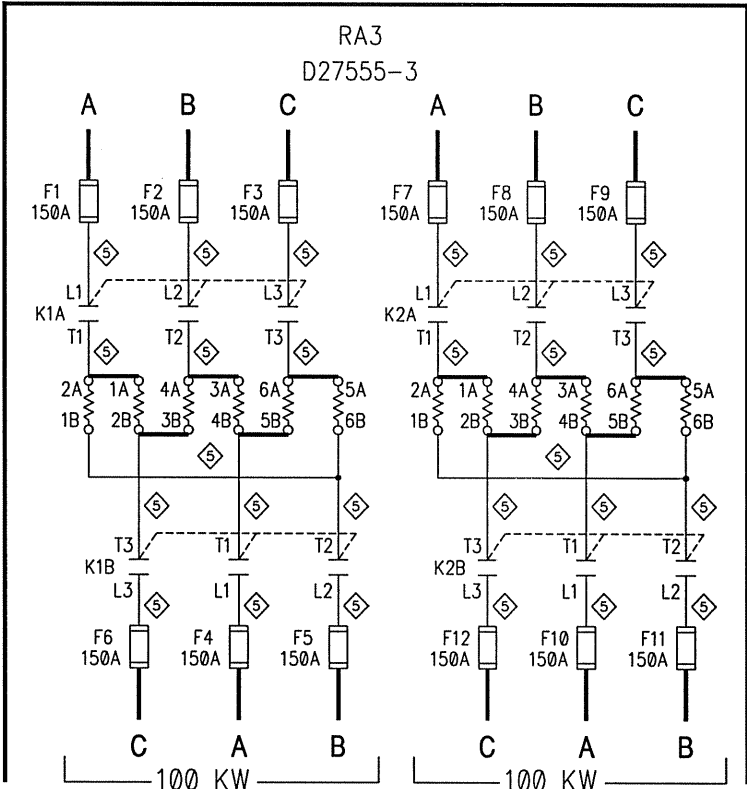 RA3
D27555-3
A B C A B C
F1 F2 F3 F7 F8 F9
150A 150A 150A 150A 150A 150A
5 5 5 5 5 5
L1 L2 L3 L1 L2 L3
K1A K2A
T1 T2 T3 T1 T2 T3
5 5 5 5 5 5
2A 1A 4A 3A 6A 5A 2A 1A 4A 3A 6A 5A
1B 2B 3B 4B 5B 6B 1B 2B 3B 4B 5B 6B
5 5
5 5 5 5 5 5
T3 T1 T2 T3 T1 T2
K1B K2B
L3 L1 L2 L3 L1 L2
5 5 5 5 5 5
F6 F4 F5 F12 F10 F11
150A 150A 150A 150A 150A 150A
C A B C A B
100 KW 100 KW